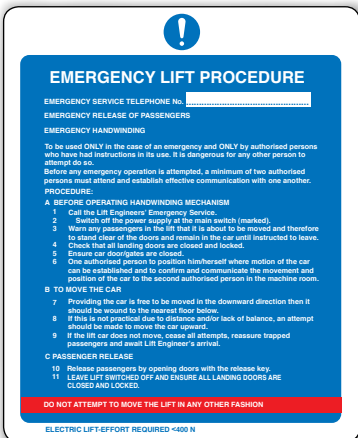 EMERGENCY LIFT PROCEDURE
EMERGENCY SERVICE TELEPHONE No. ................................................
EMERGENCY RELEASE OF PASSENGERS
EMERGENCY HANDWINDING
To be used ONLY in the case of an emergency and ONLY by authorised persons
who have had instructions in its use. It is dangerous for any other person to
attempt do so.
Before any emergency operation is attempted, a minimum of two authorised
persons must attend and establish effective communication with one another.
PROCEDURE:
A BEFORE OPERATING HANDWINDING MECHANISM
1 Call the Lift Engineers' Emergency Service.
2 Switch off the power supply at the main switch (marked).
3 Warn any passengers in the lift that it is about to be moved and therefore
to stand clear of the doors and remain in the car until instructed to leave.
4 Check that all landing doors are closed and locked.
5 Ensure car door/gates are closed.
6 One authorised person to position him/herself where motion of the car
can be established and to confirm and communicate the movement and
position of the car to the second authorised person in the machine room.
B TO MOVE THE CAR
7 Providing the car is free to be moved in the downward direction then it
should be wound to the nearest floor below.
8 If this is not practical due to distance and/or lack of balance, an attempt
should be made to move the car upward.
9 If the lift car does not move, cease all attempts, reassure trapped
passengers and await Lift Engineer's arrival.
C PASSENGER RELEASE
10 Release passengers by opening doors with the release key.
11 LEAVE LIFT SWITCHED OFF AND ENSURE ALL LANDING DOORS ARE
CLOSED AND LOCKED.
DO NOT ATTEMPT TO MOVE THE LIFT IN ANY OTHER FASHION
ELECTRIC LIFT-EFFORT REQUIRED <400 N